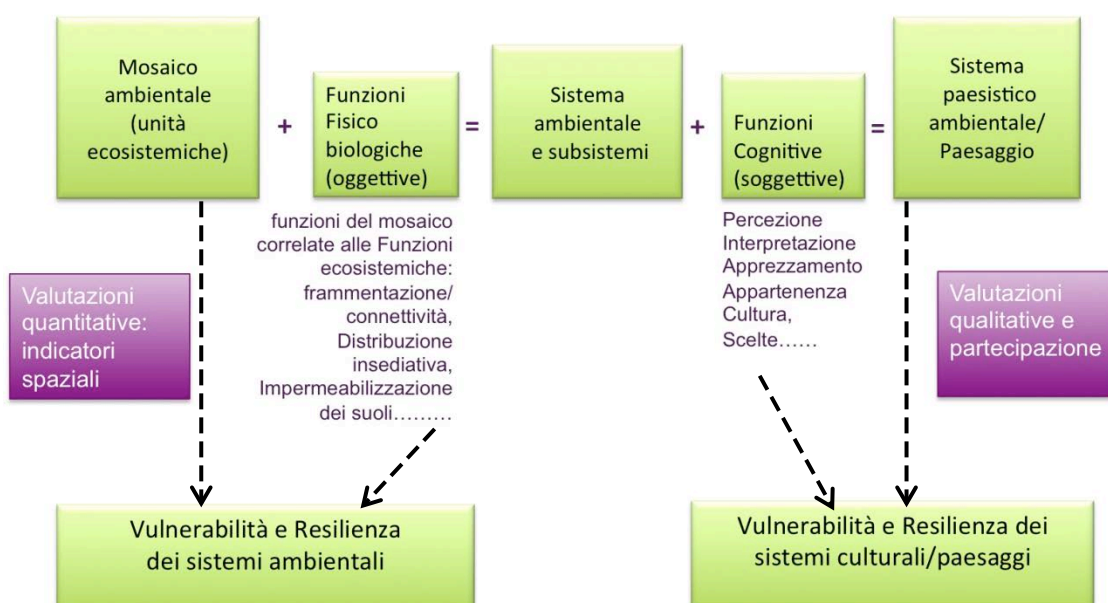 Mosaico
ambientale
(unità
ecosistemiche)
+
Funzioni
Fisico
biologiche
(oggettive)
=
Sistema
ambientale
e subsistemi
+
Funzioni
Cognitive
(soggettive)
=
Sistema
paesistico
ambientale/
Paesaggio
funzioni del mosaico
correlate alle Funzioni
ecosistemiche:
frammentazione/
connettività,
Distribuzione
insediativa,
Impermeabilizzazione
dei suoli………
Percezione
Interpretazione
Apprezzamento
Appartenenza
Cultura,
Scelte……
Valutazioni
quantitative:
indicatori
spaziali
Valutazioni
qualitative e
partecipazione
Vulnerabilità e Resilienza
dei sistemi ambientali
Vulnerabilità e Resilienza dei
sistemi culturali/paesaggi